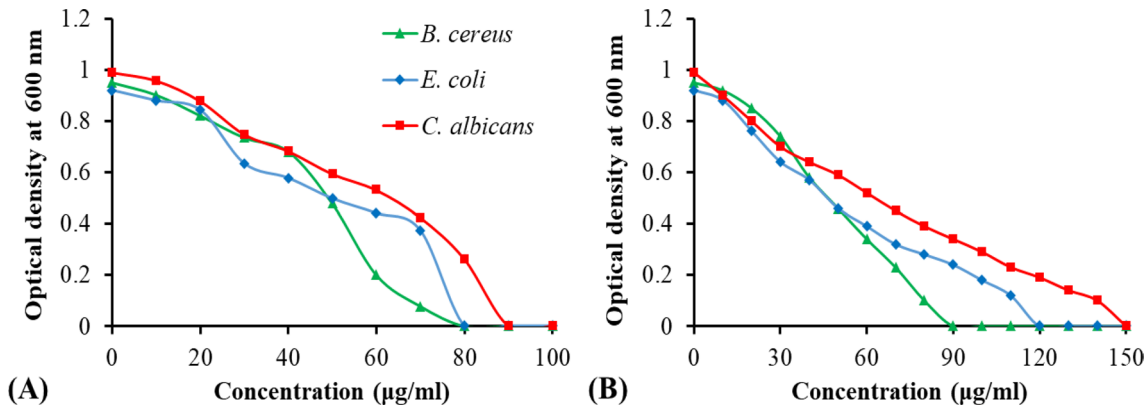 1.2
1
0.8
0.6
0.4
0.2
0
Optical density at 600 nm
B. cereus
E. coli
C. albicans
0 20 40 60 80 100
Concentration (µg/ml)
(A)
1.2
1
0.8
0.6
0.4
0.2
0
Optical density at 600 nm
0 30 60 90 120 150
Concentration (µg/ml)
(B)